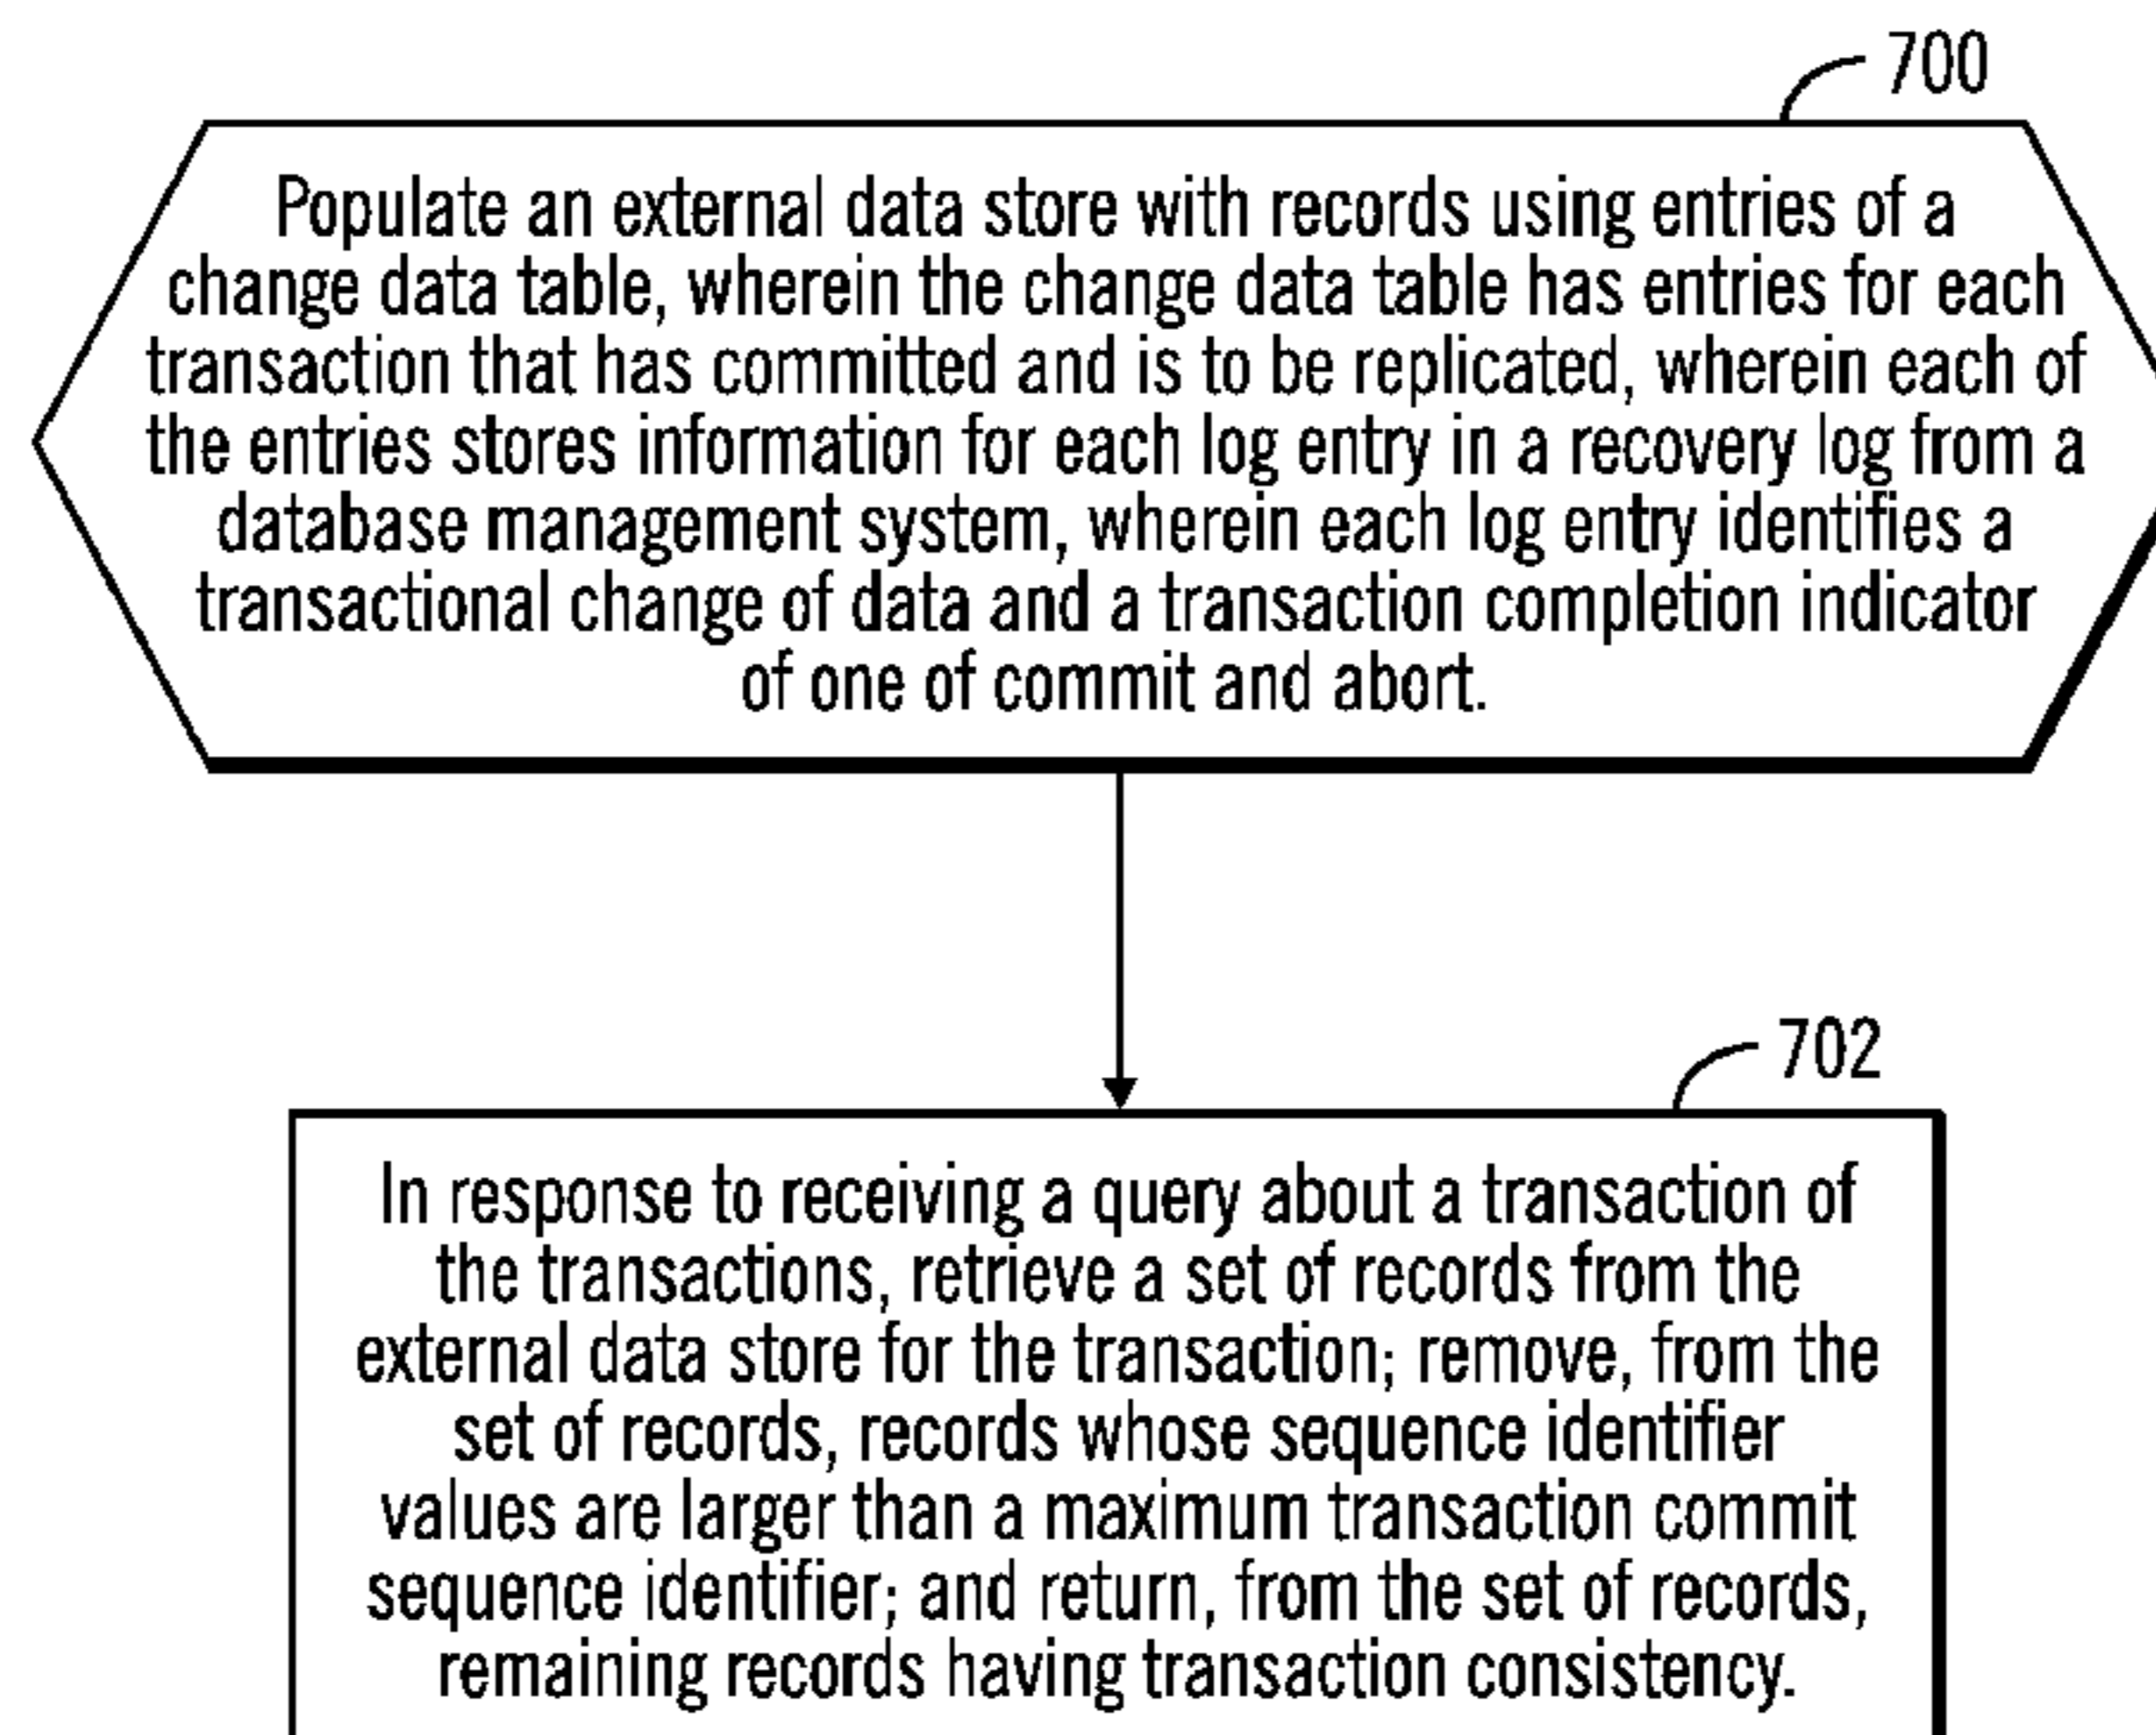 700
Populate an external data store with records using entries of a
change data table, wherein the change data table has entries for each
transaction that has committed and is to be replicated, wherein each of
the entries stores information for each log entry in a recovery log from a
database management system, wherein each log entry identifies a
transactional change of data and a transaction completion indicator
of one of commit and abort.
702
In response to receiving a query about a transaction of
the transactions, retrieve a set of records from the
external data store for the transaction; remove, from the
set of records, records whose sequence identifier
values are larger than a maximum transaction commit
sequence identifier; and return, from the set of records,
remaining records having transaction consistency.